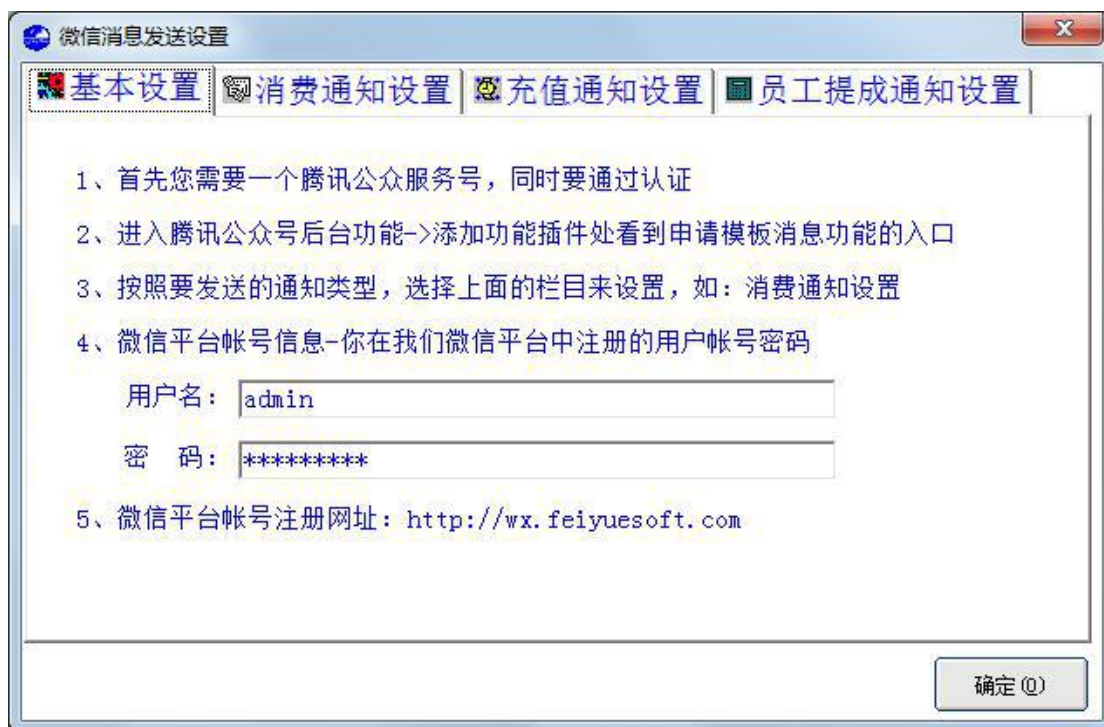 微信消息发送设置
基本设置 消费通知设置 充值通知设置 员工提成通知设置
1、首先您需要一个腾讯公众服务号，同时要通过认证
2、进入腾讯公众号后台功能->添加功能插件处看到申请模板消息功能的入口
3、按照要发送的通知类型，选择上面的栏目来设置，如：消费通知设置
4、微信平台帐号信息-你在我们微信平台中注册的用户帐号密码
用户名： admin
密 码： *********
5、微信平台帐号注册网址：http://wx.feiyuesoft.com
确定(O)